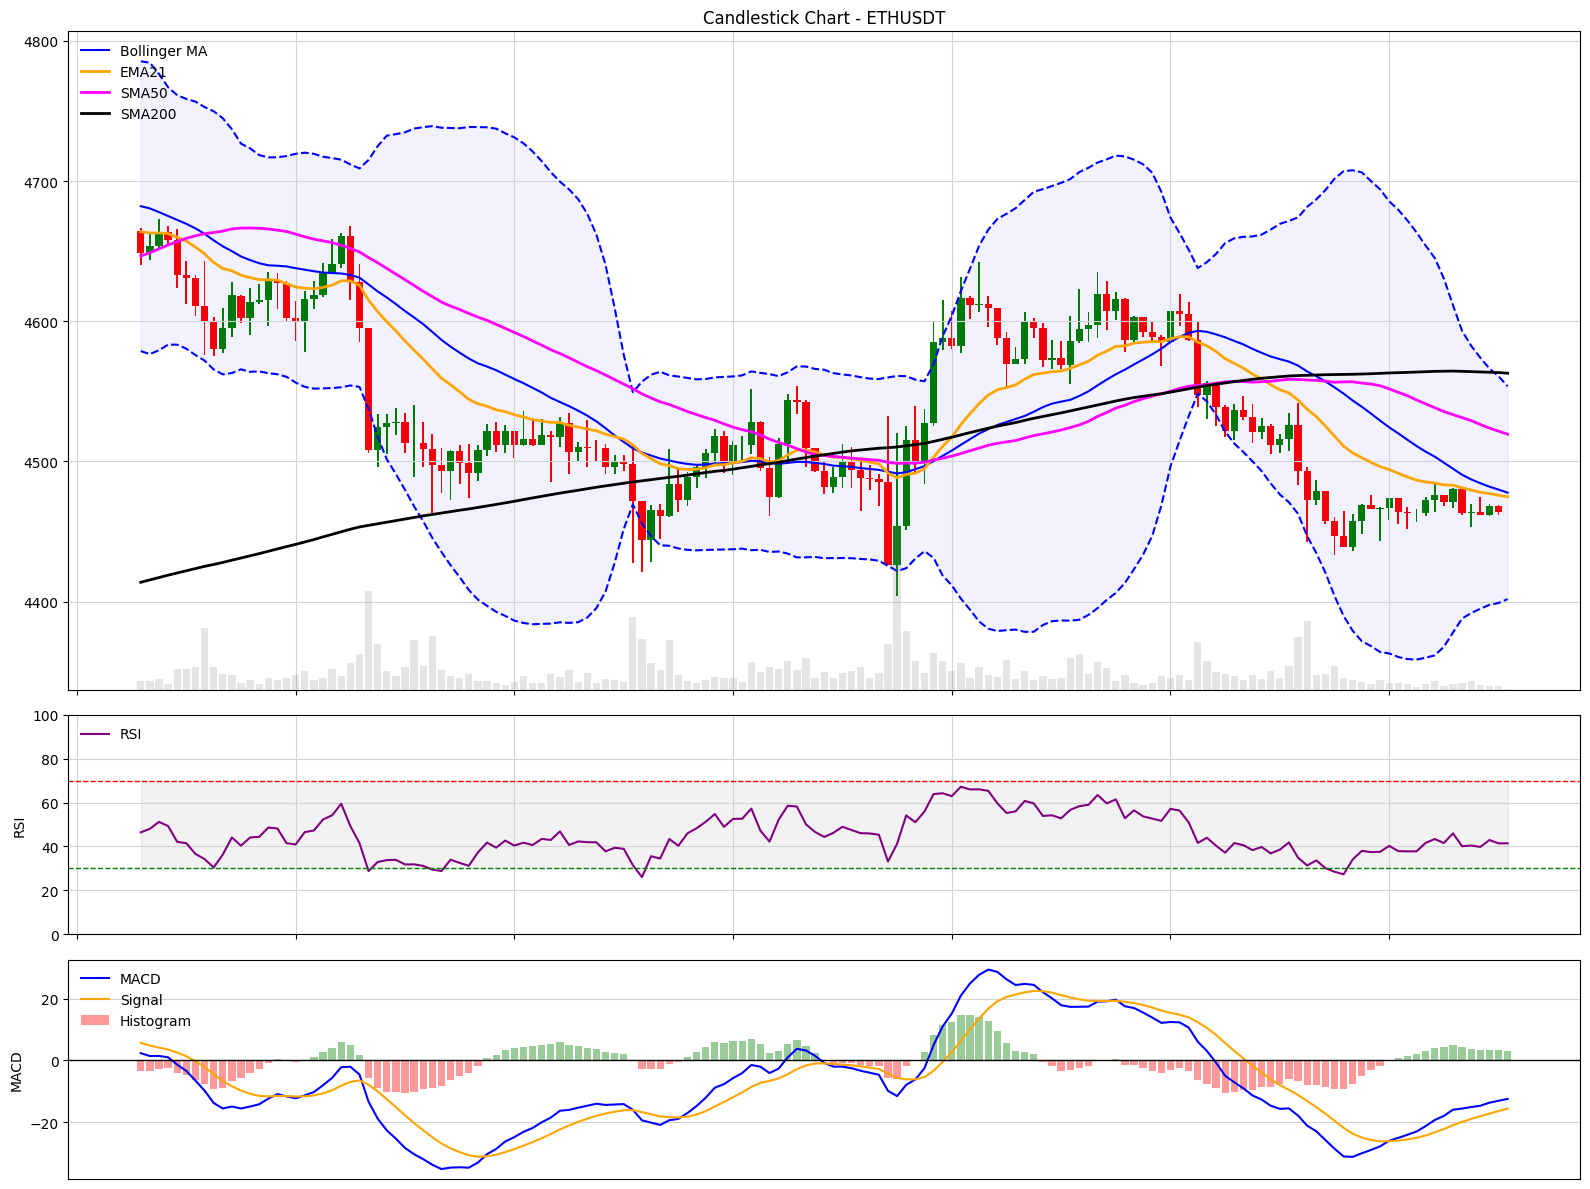 Candlestick Chart - ETHUSDT
Bollinger MA
EMA21
SMA50
SMA200
4800
4700
4600
4500
4400
RSI
100
80
60
40
20
0
RSI
MACD
Signal
Histogram
20
0
−20
MACD